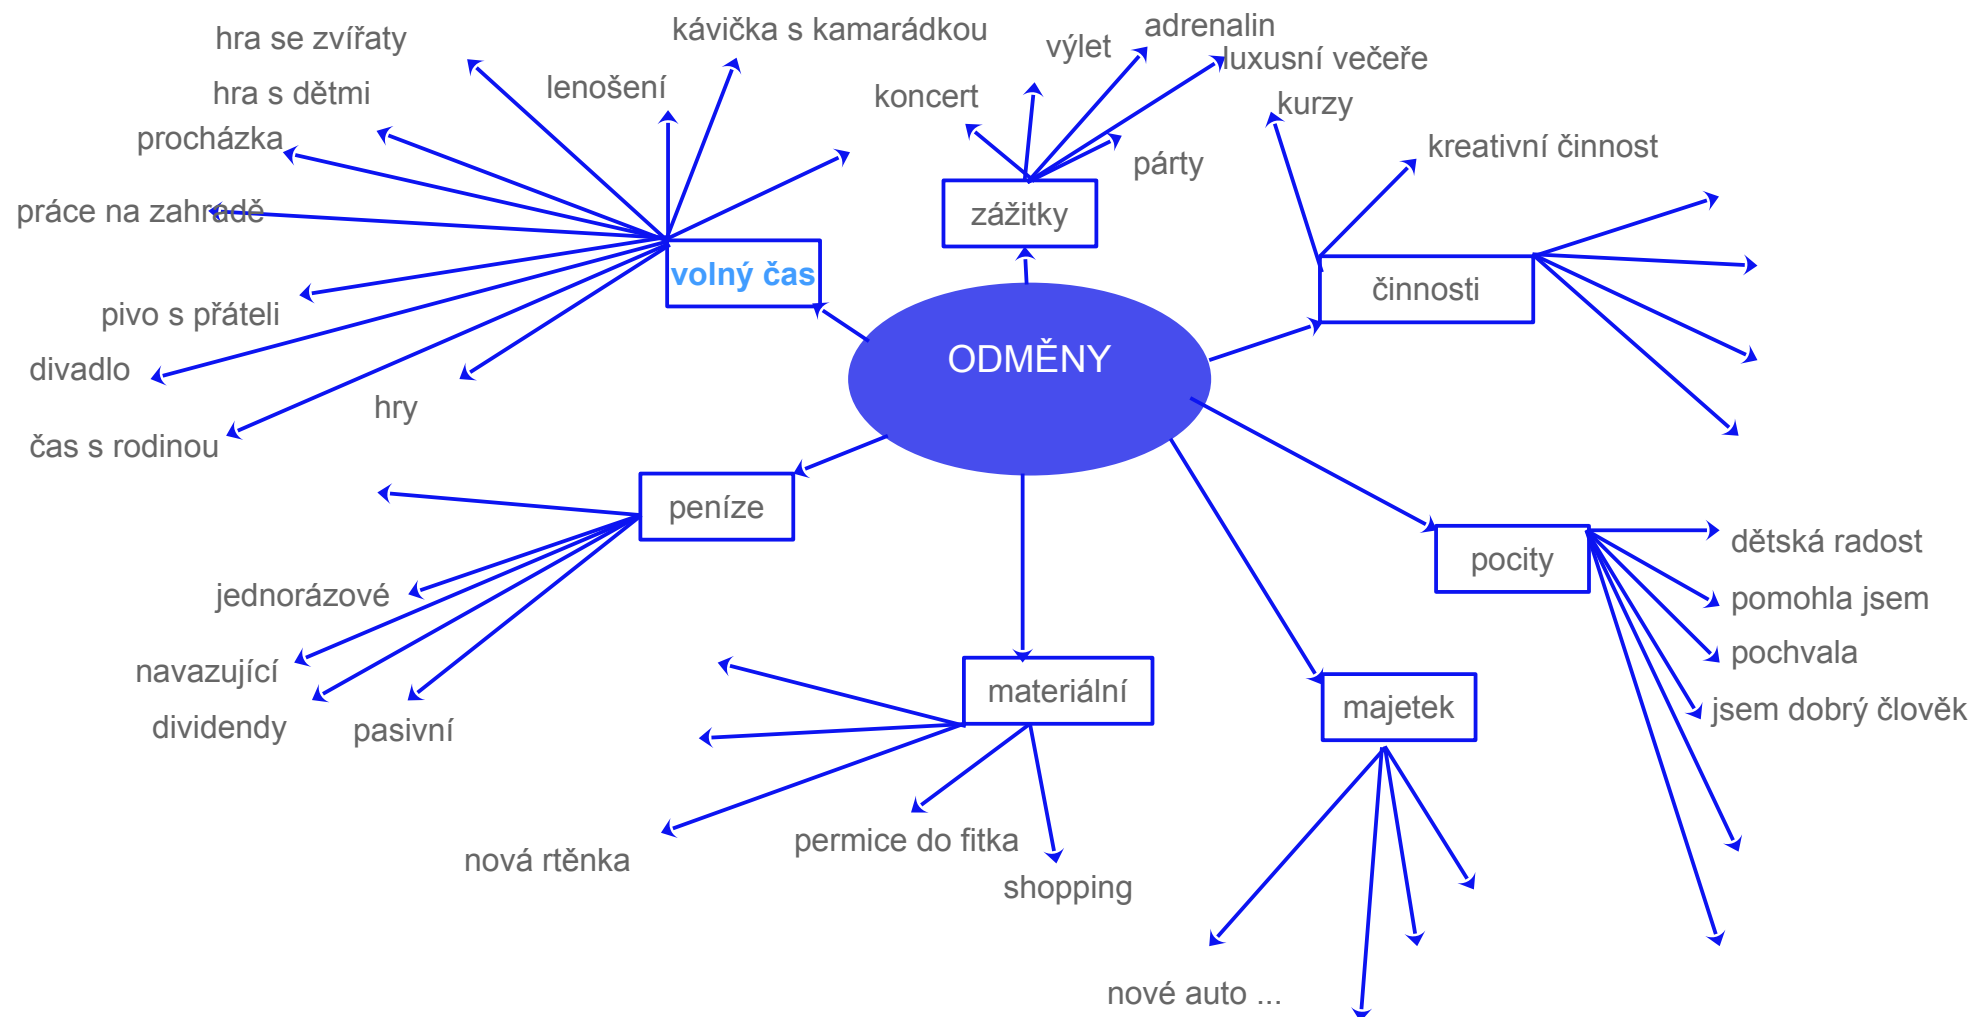 adrenalin
kávička s kamarádkou
hra se zvířaty
výlet
luxusní večeře
lenošení
hra s dětmi
koncert
kurzy
procházka
kreativní činnost
párty
práce na zahradě
zážitky
volný čas
činnosti
pivo s přáteli
ODMĚNY
divadlo
hry
čas s rodinou
peníze
dětská radost
pocity
jednorázové
pomohla jsem
pochvala
navazující
materiální
majetek
jsem dobrý člověk
dividendy
pasivní
permice do fitka
nová rtěnka
shopping
nové auto ...